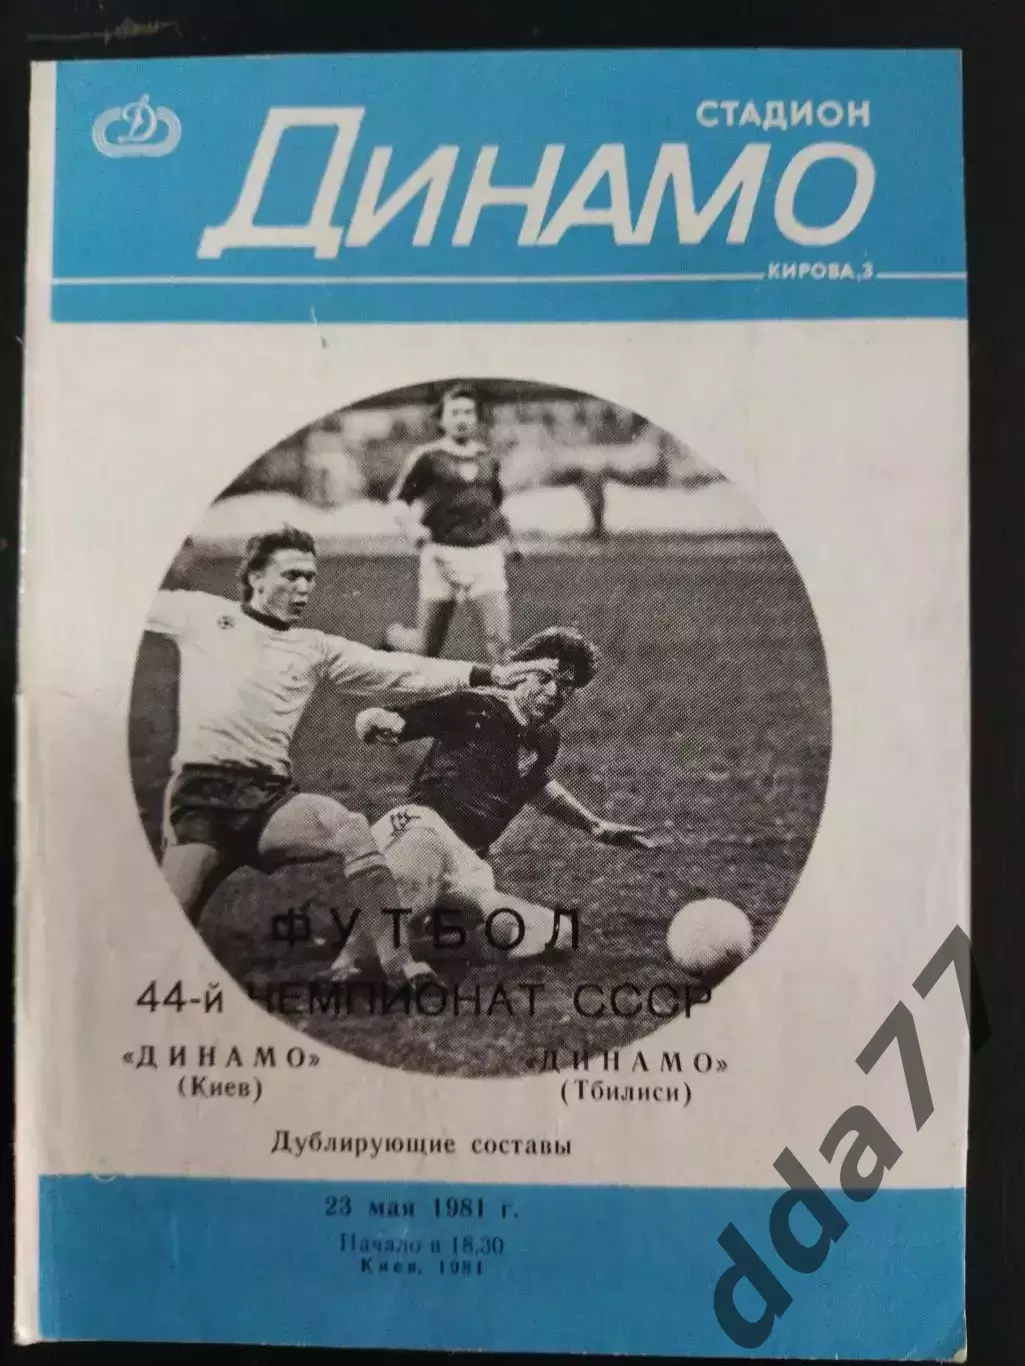 СТАДИОН
ДИНАМО
КИРОВА, 3
ФУТБОЛ
44-й ЧЕМПИОНАТ СССР
«ДИНАМО» «ДИНАМО»
(Киев) (Тбилиси)
Дублирующие составы
23 мая 1981 г.
Начало в 18.30
Киев, 1981
dda77